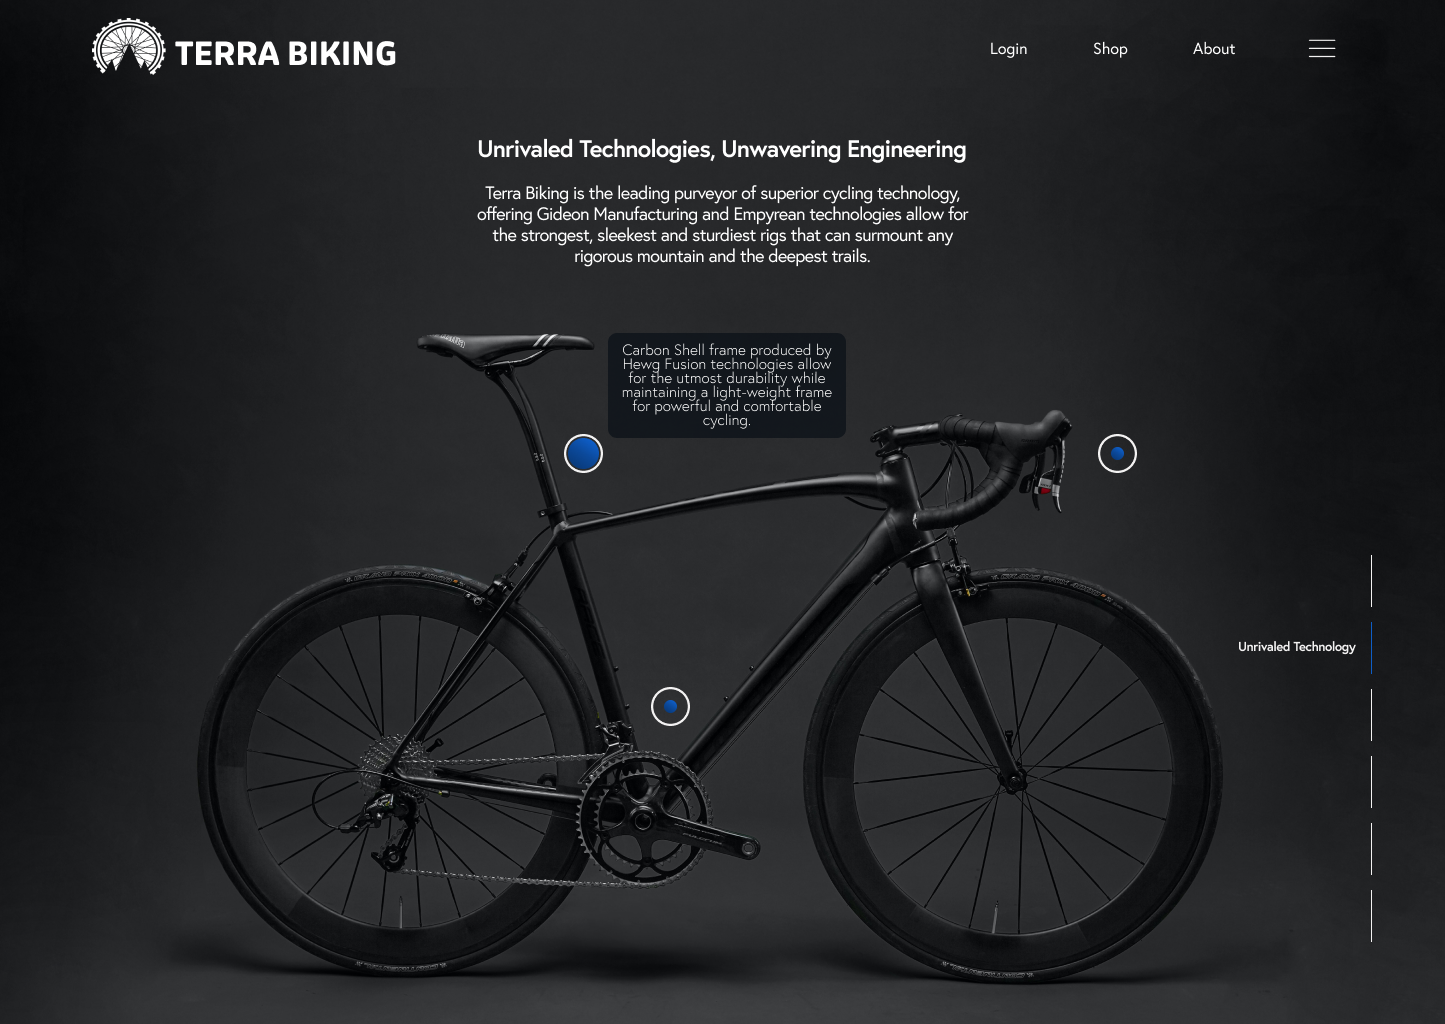 TERRA BIKING
Login
Shop
About
Unrivaled Technologies, Unwavering Engineering
Terra Biking is the leading purveyor of superior cycling technology,
offering Gideon Manufacturing and Empyrean technologies allow for
the strongest, sleekest and sturdiest rigs that can surmount any
rigorous mountain and the deepest trails.
Carbon Shell frame produced by
Hewg Fusion technologies allow
for the utmost durability while
maintaining a light-weight frame
for powerful and comfortable
cycling.
Unrivaled Technology